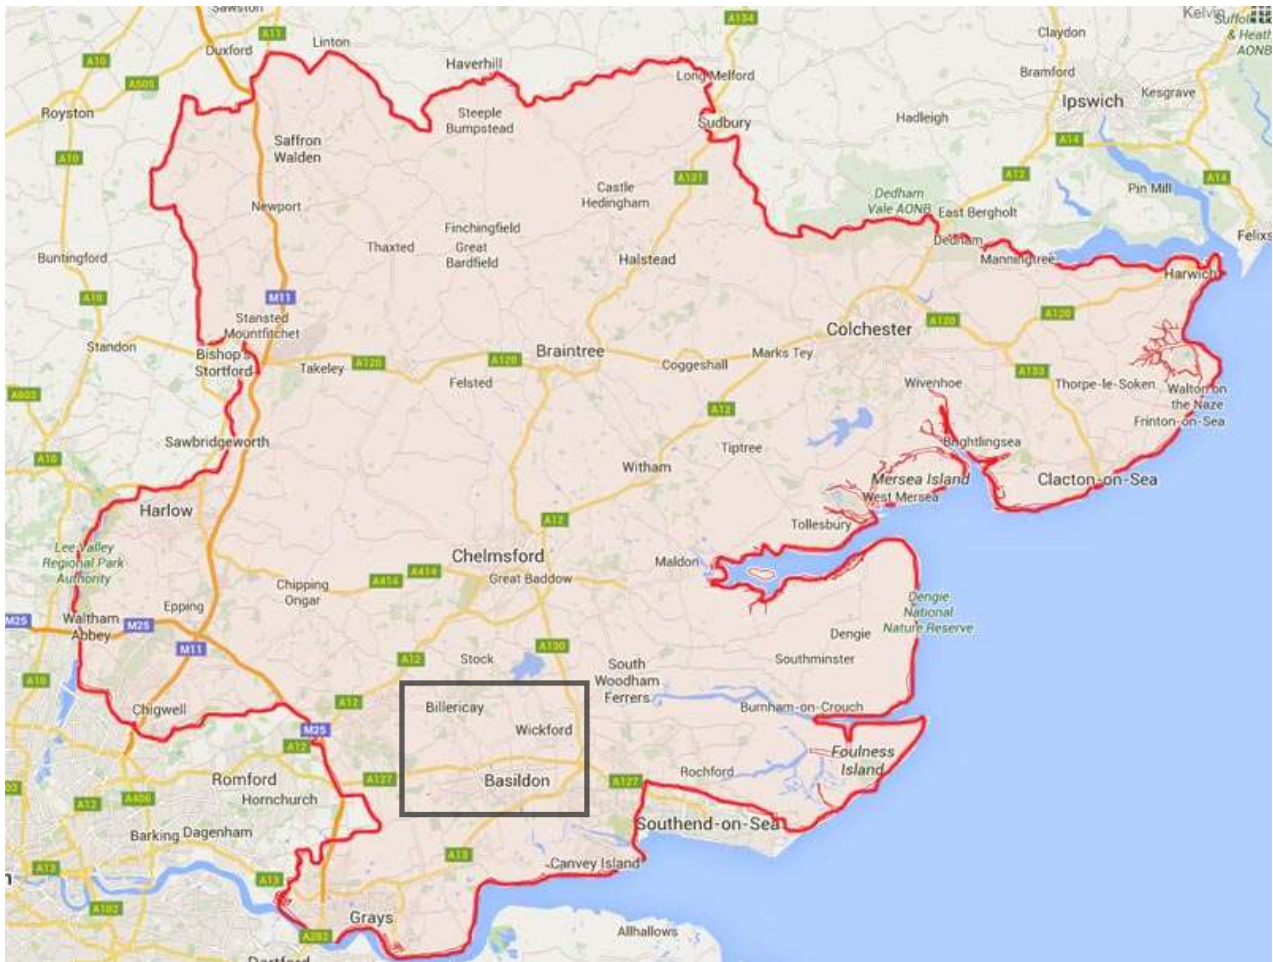 Sawston
A11
Linton
A134
Kelvin
Suffolk
& Heath
AONB
Claydon
Duxford
A10
Haverhill
Long Melford
Bramford
A505
Kesgrave
Royston
Steeple
Bumpstead
Ipswich
Sudbury
Hadleigh
Saffron
Walden
A14
A10
A131
A12
A14
Castle
Hedingham
Dedham
Vale AONB
Pin Mill
Newport
East Bergholt
Finchingfield
Felixs
Thaxted
Great
Bardfield
Dedham
Buntingford
Halstead
Manningtree
Harwich
A10
M11
Stansted
Mountfitchet
A120
A120
Colchester
Standon
Bishop's
Stortford
Takeley
A120
A120
Braintree
Coggeshall
Marks Tey
Felsted
Wivenhoe
A133
Thorpe-le-Soken
Walton on
the Naze
A12
Frinton-on-Sea
Sawbridgeworth
Tiptree
Brightlingsea
A10
Witham
Mersea Island
Clacton-on-Sea
West Mersea
Harlow
A12
Tollesbury
Lee Valley
Regional Park
Authority
Chelmsford
Maldon
A414
A414
Great Baddow
Chipping
Ongar
Dengie
National
Nature Reserve
Epping
Waltham
Abbey
M25
M25
Dengie
M11
A130
A12
Stock
Southminster
South
Woodham
Ferrers
A10
A12
Billericay
Burnham-on-Crouch
Chigwell
M25
Wickford
A12
Foulness
Island
Romford
A127
Basildon
A127
Rochford
Hornchurch
A406
A12
Southend-on-Sea
Barking
Dagenham
A13
Canvey Island
A13
A13
A102
Grays
A282
Allhallows
Dartford